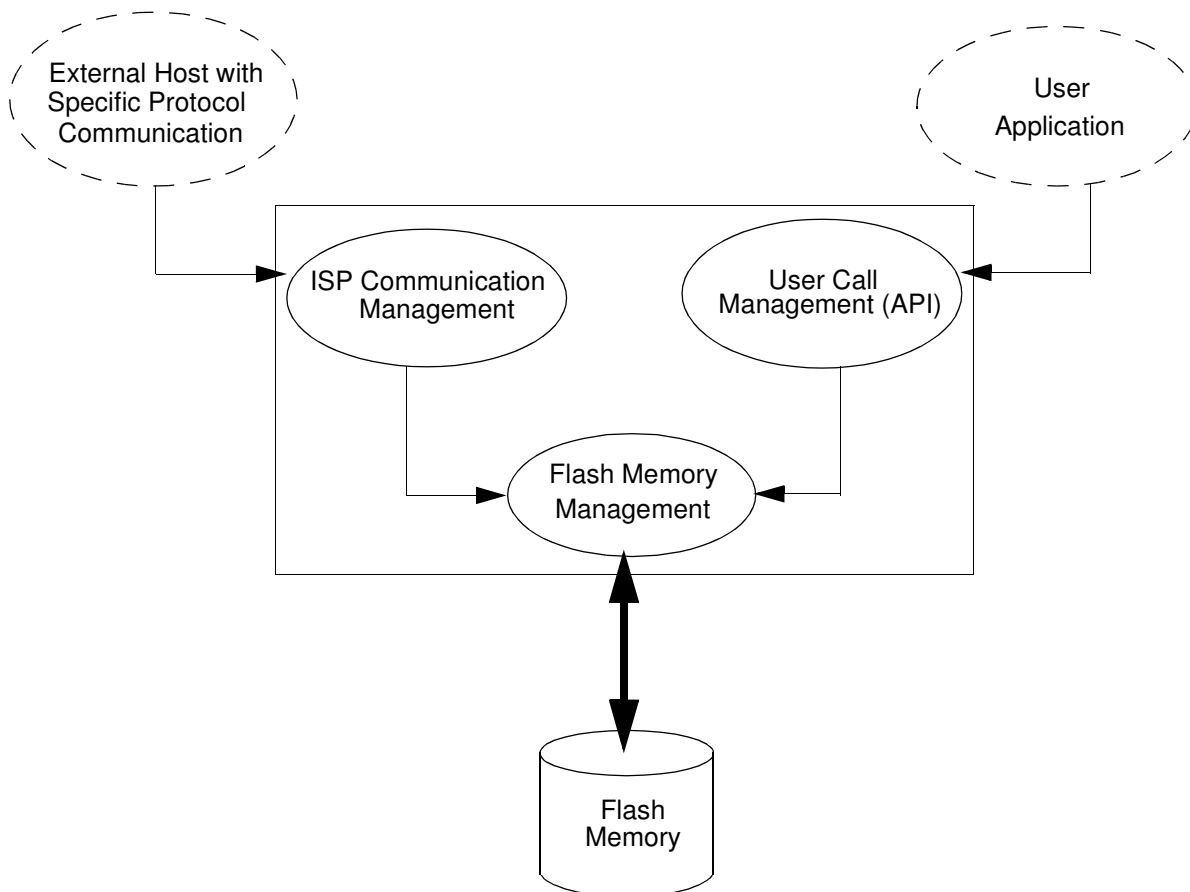 External Host with
Specific Protocol
Communication
User
Application
ISP Communication
Management
User Call
Management (API)
Flash Memory
Management
Flash
Memory